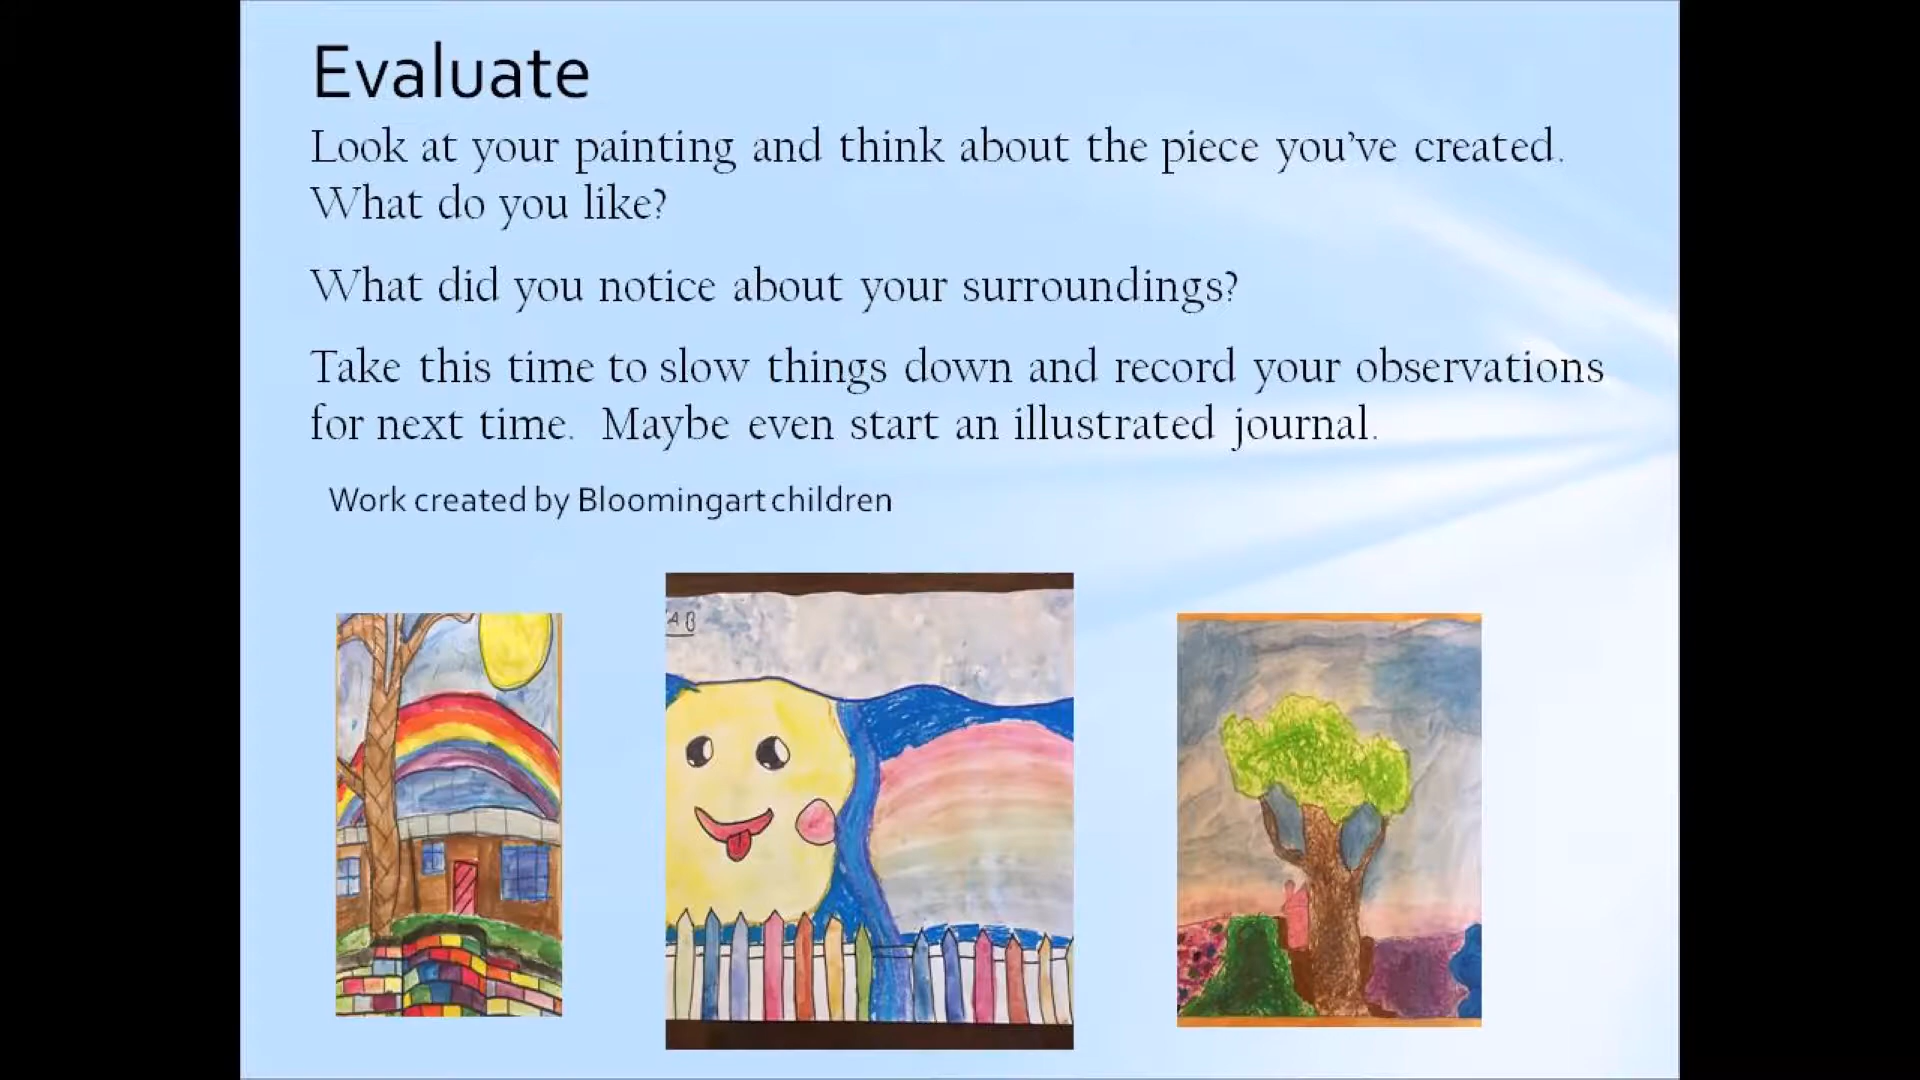 Evaluate
Look at your painting and think about the piece you've created.
What do you like?
What did you notice about your surroundings?
Take this time to slow things down and record your observations
for next time. Maybe even start an illustrated journal.
Work created by Bloomingart children
AB